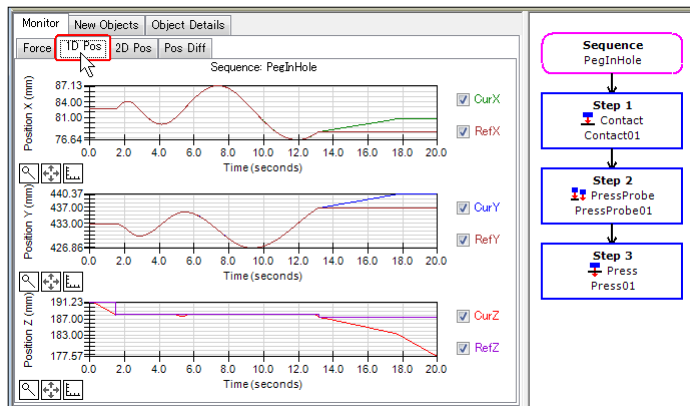 Monitor New Objects Object Details
Force 1D Pos 2D Pos Pos Diff
Sequence: PegInHole
Position X (mm)
87.13
84.00
81.00
76.64
0.0 2.0 4.0 6.0 8.0 10.0 12.0 14.0 16.0 18.0 20.0
Time (seconds)
CurX
RefX
Position Y (mm)
440.37
437.00
433.00
426.86
0.0 2.0 4.0 6.0 8.0 10.0 12.0 14.0 16.0 18.0 20.0
Time (seconds)
CurY
RefY
Position Z (mm)
191.23
187.00
183.00
177.57
0.0 2.0 4.0 6.0 8.0 10.0 12.0 14.0 16.0 18.0 20.0
Time (seconds)
CurZ
RefZ
Sequence
PegInHole
Step 1
Contact
Contact01
Step 2
PressProbe
PressProbe01
Step 3
Press
Press01